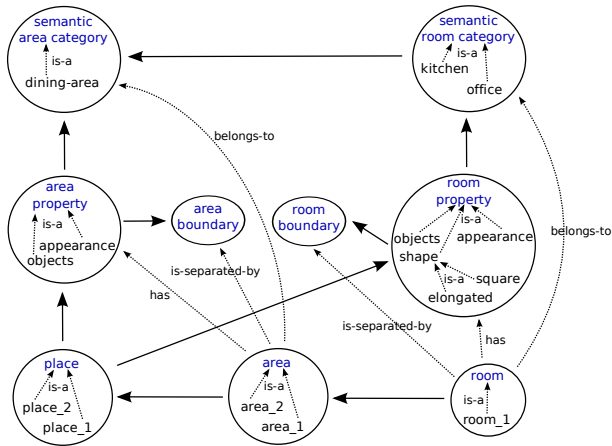 semantic
area category
is-a
dining-area
semantic
room category
is-a
kitchen
office
belongs-to
area
property
is-a
appearance
objects
area
boundary
room
boundary
room
property
is-a
objects
appearance
shape
is-a
square
elongated
belongs-to
is-separated-by
has
is-separated-by
has
place
is-a
place_2
place_1
area
is-a
area_2
area_1
room
is-a
room_1